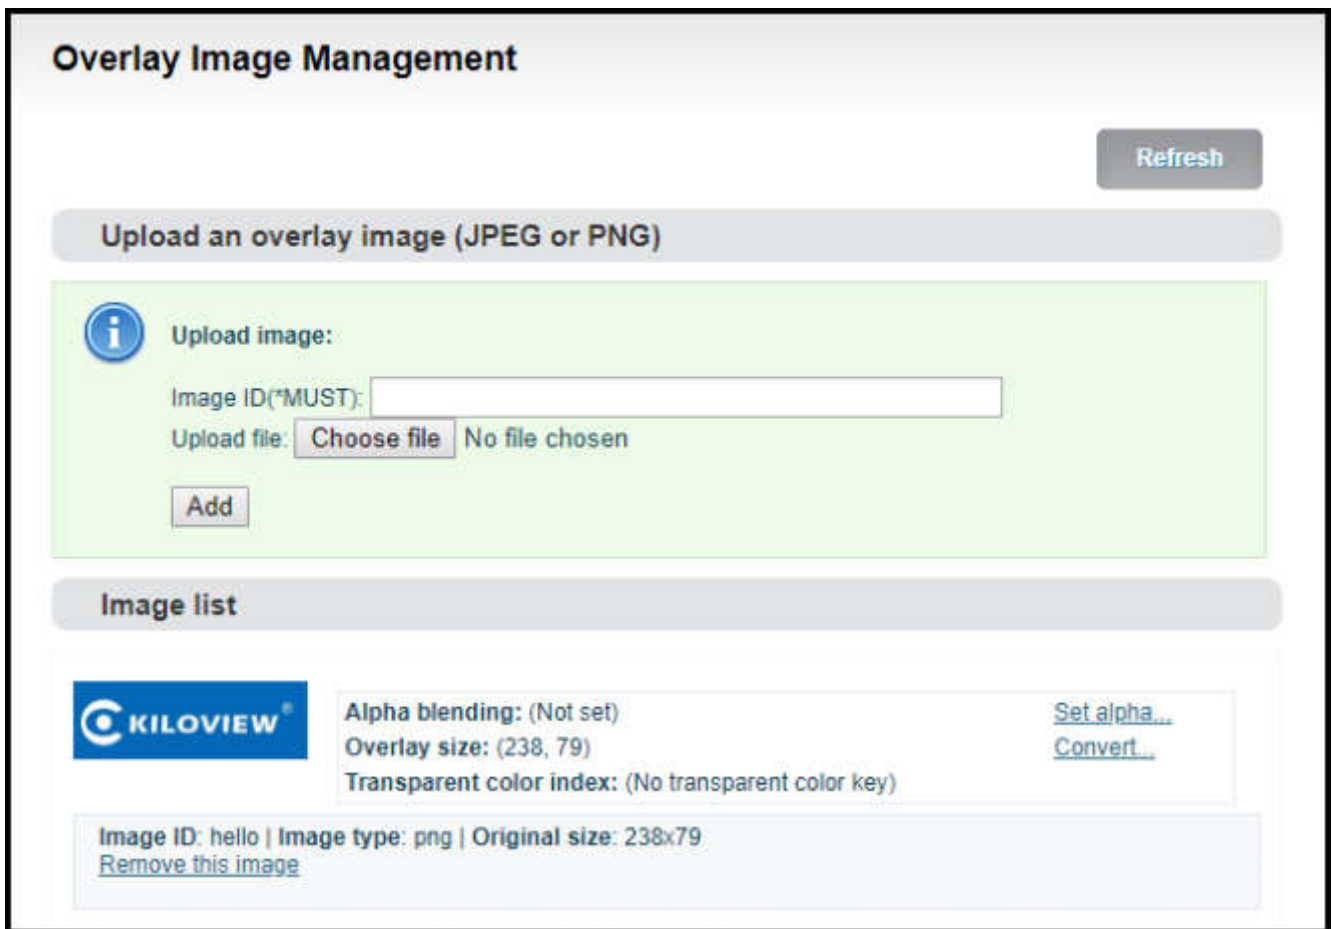 Overlay Image Management
Refresh
Upload an overlay image (JPEG or PNG)
Upload image:
Image ID(*MUST):
Upload file: Choose file No file chosen
Add
Image list
KILOVIEW®
Alpha blending: (Not set) Set alpha...
Overlay size: (238, 79) Convert...
Transparent color index: (No transparent color key)
Image ID: hello | Image type: png | Original size: 238x79
Remove this image